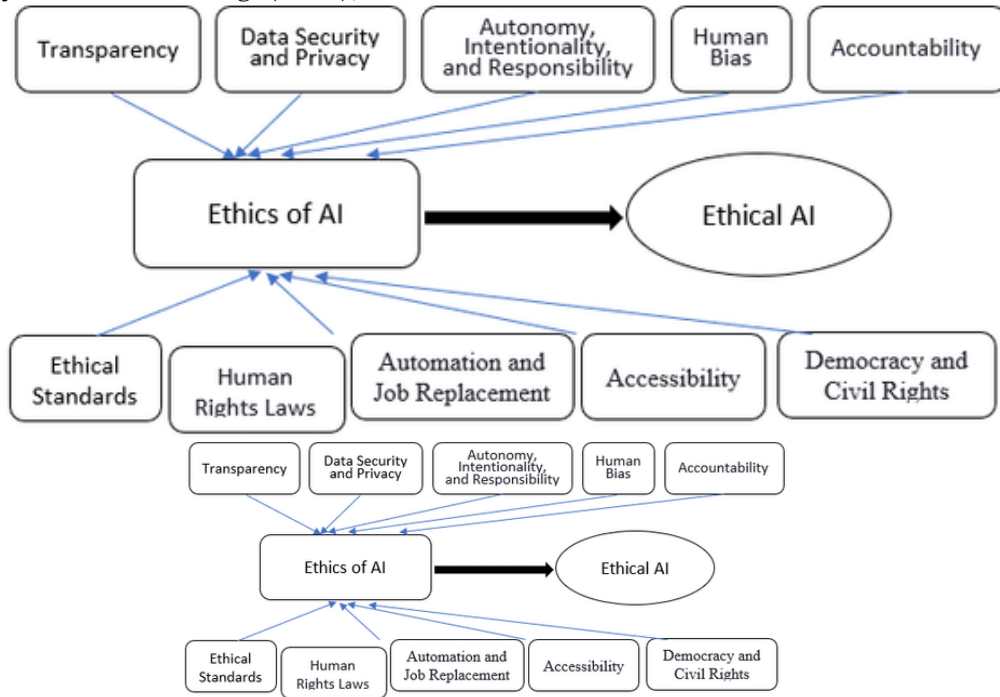 Transparency
Data Security
and Privacy
Autonomy,
Intentionality,
and Responsibility
Human
Bias
Accountability
Ethics of AI
Ethical AI
Ethical
Standards
Human
Rights Laws
Automation and
Job Replacement
Accessibility
Democracy and
Civil Rights
Transparency
Data Security
and Privacy
Autonomy,
Intentionality,
and Responsibility
Human
Bias
Accountability
Ethics of AI
Ethical AI
Ethical
Standards
Human
Rights Laws
Automation and
Job Replacement
Accessibility
Democracy and
Civil Rights